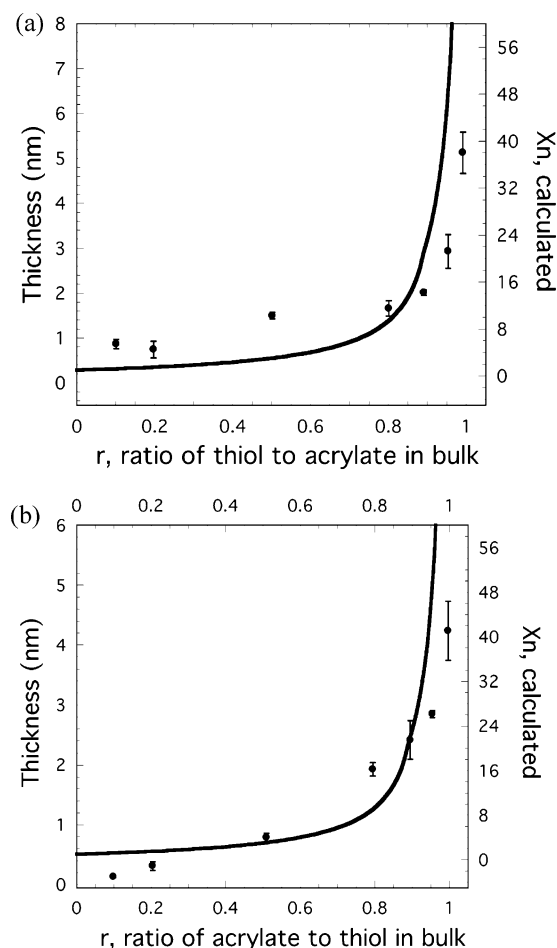 (a)
8
7
6
5
4
3
2
1
0
Thickness (nm)
60
48
40
32
24
16
8
0
Xn, calculated
0 0.2 0.4 0.6 0.8 1
r, ratio of thiol to acrylate in bulk
(b)
0 0.2 0.4 0.6 0.8 1
6
5
4
3
2
1
0
Thickness (nm)
56
48
40
32
24
16
8
0
Xn, calculated
0 0.2 0.4 0.6 0.8 1
r, ratio of acrylate to thiol in bulk